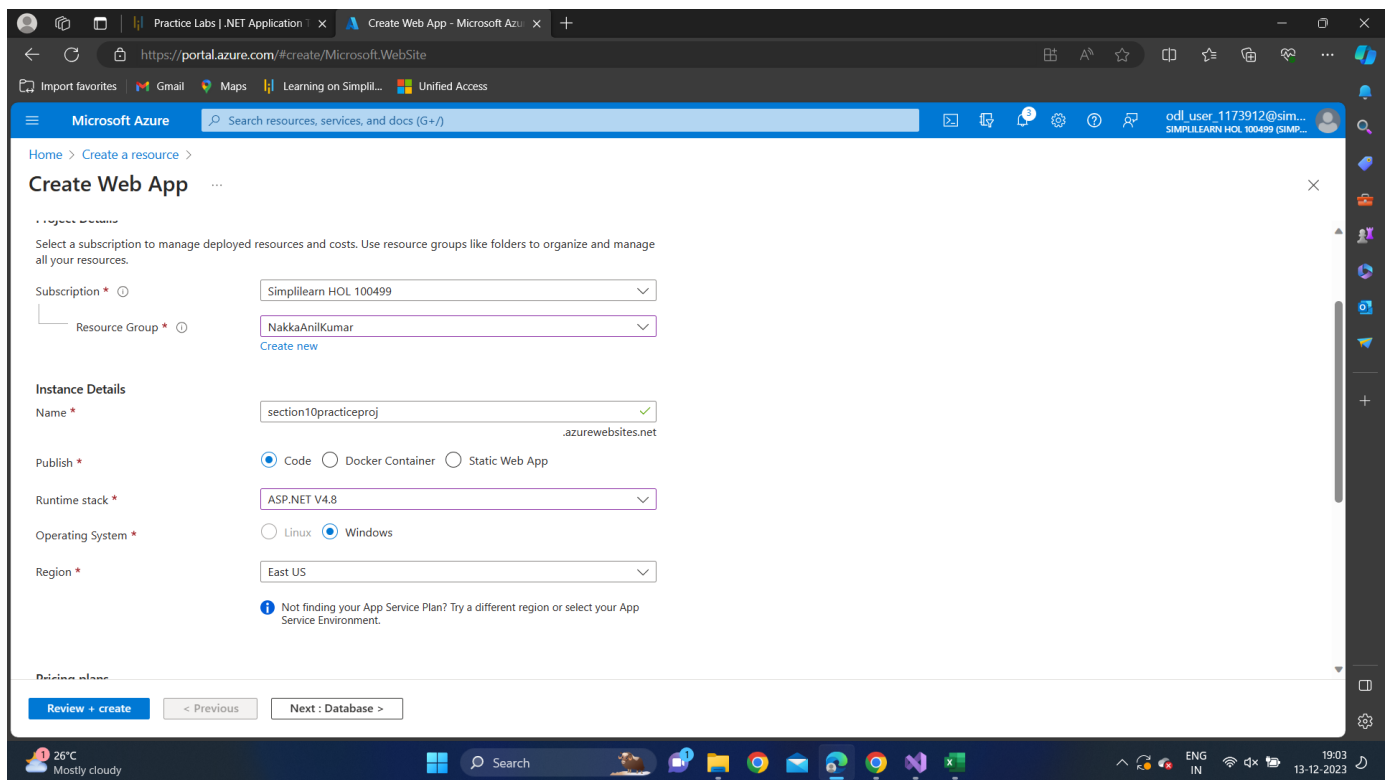 Practice Labs | .NET Application T
Create Web App - Microsoft Azu
https://portal.azure.com/#create/Microsoft.WebSite
Import favorites
Gmail
Maps
Learning on Simplil...
Unified Access
Microsoft Azure
Search resources, services, and docs (G+/)
3
odl_user_1173912@sim...
SIMPLILEARN HOL 100499 (SIMP...
Home > Create a resource >
Create Web App ...
Project Details
Select a subscription to manage deployed resources and costs. Use resource groups like folders to organize and manage
all your resources.
Subscription * Simplilearn HOL 100499
Resource Group * NakkaAnilKumar
Create new
Instance Details
Name * section10practiceproj
.azurewebsites.net
Publish * Code Docker Container Static Web App
Runtime stack * ASP.NET V4.8
Operating System * Linux Windows
Region * East US
Not finding your App Service Plan? Try a different region or select your App
Service Environment.
Pricing plans
Review + create
< Previous
Next : Database >
1
26°C
Mostly cloudy
Search
1
ENG
IN
19:03
13-12-2023